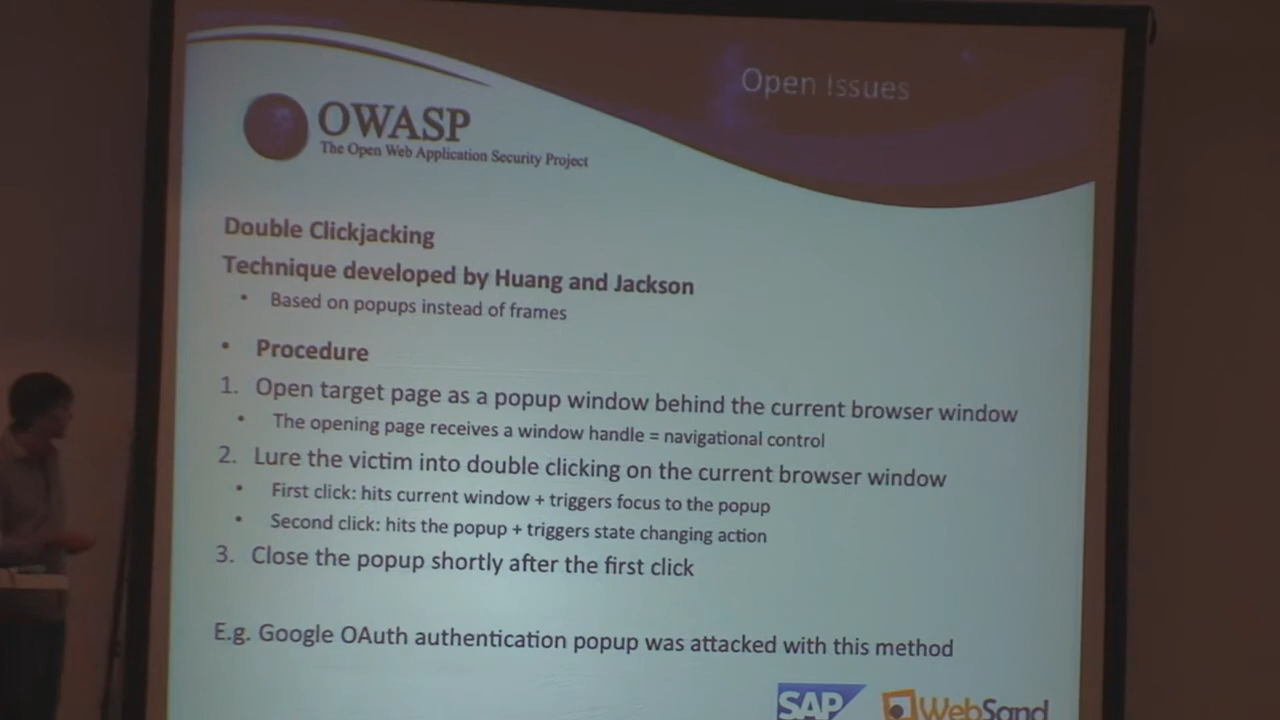 Open Issues
OWASP
The Open Web Application Security Project
Double Clickjacking
Technique developed by Huang and Jackson
• Based on popups instead of frames
• Procedure
1. Open target page as a popup window behind the current browser window
• The opening page receives a window handle = navigational control
2. Lure the victim into double clicking on the current browser window
• First click: hits current window + triggers focus to the popup
• Second click: hits the popup + triggers state changing action
3. Close the popup shortly after the first click
E.g. Google OAuth authentication popup was attacked with this method
SAP
WebSand